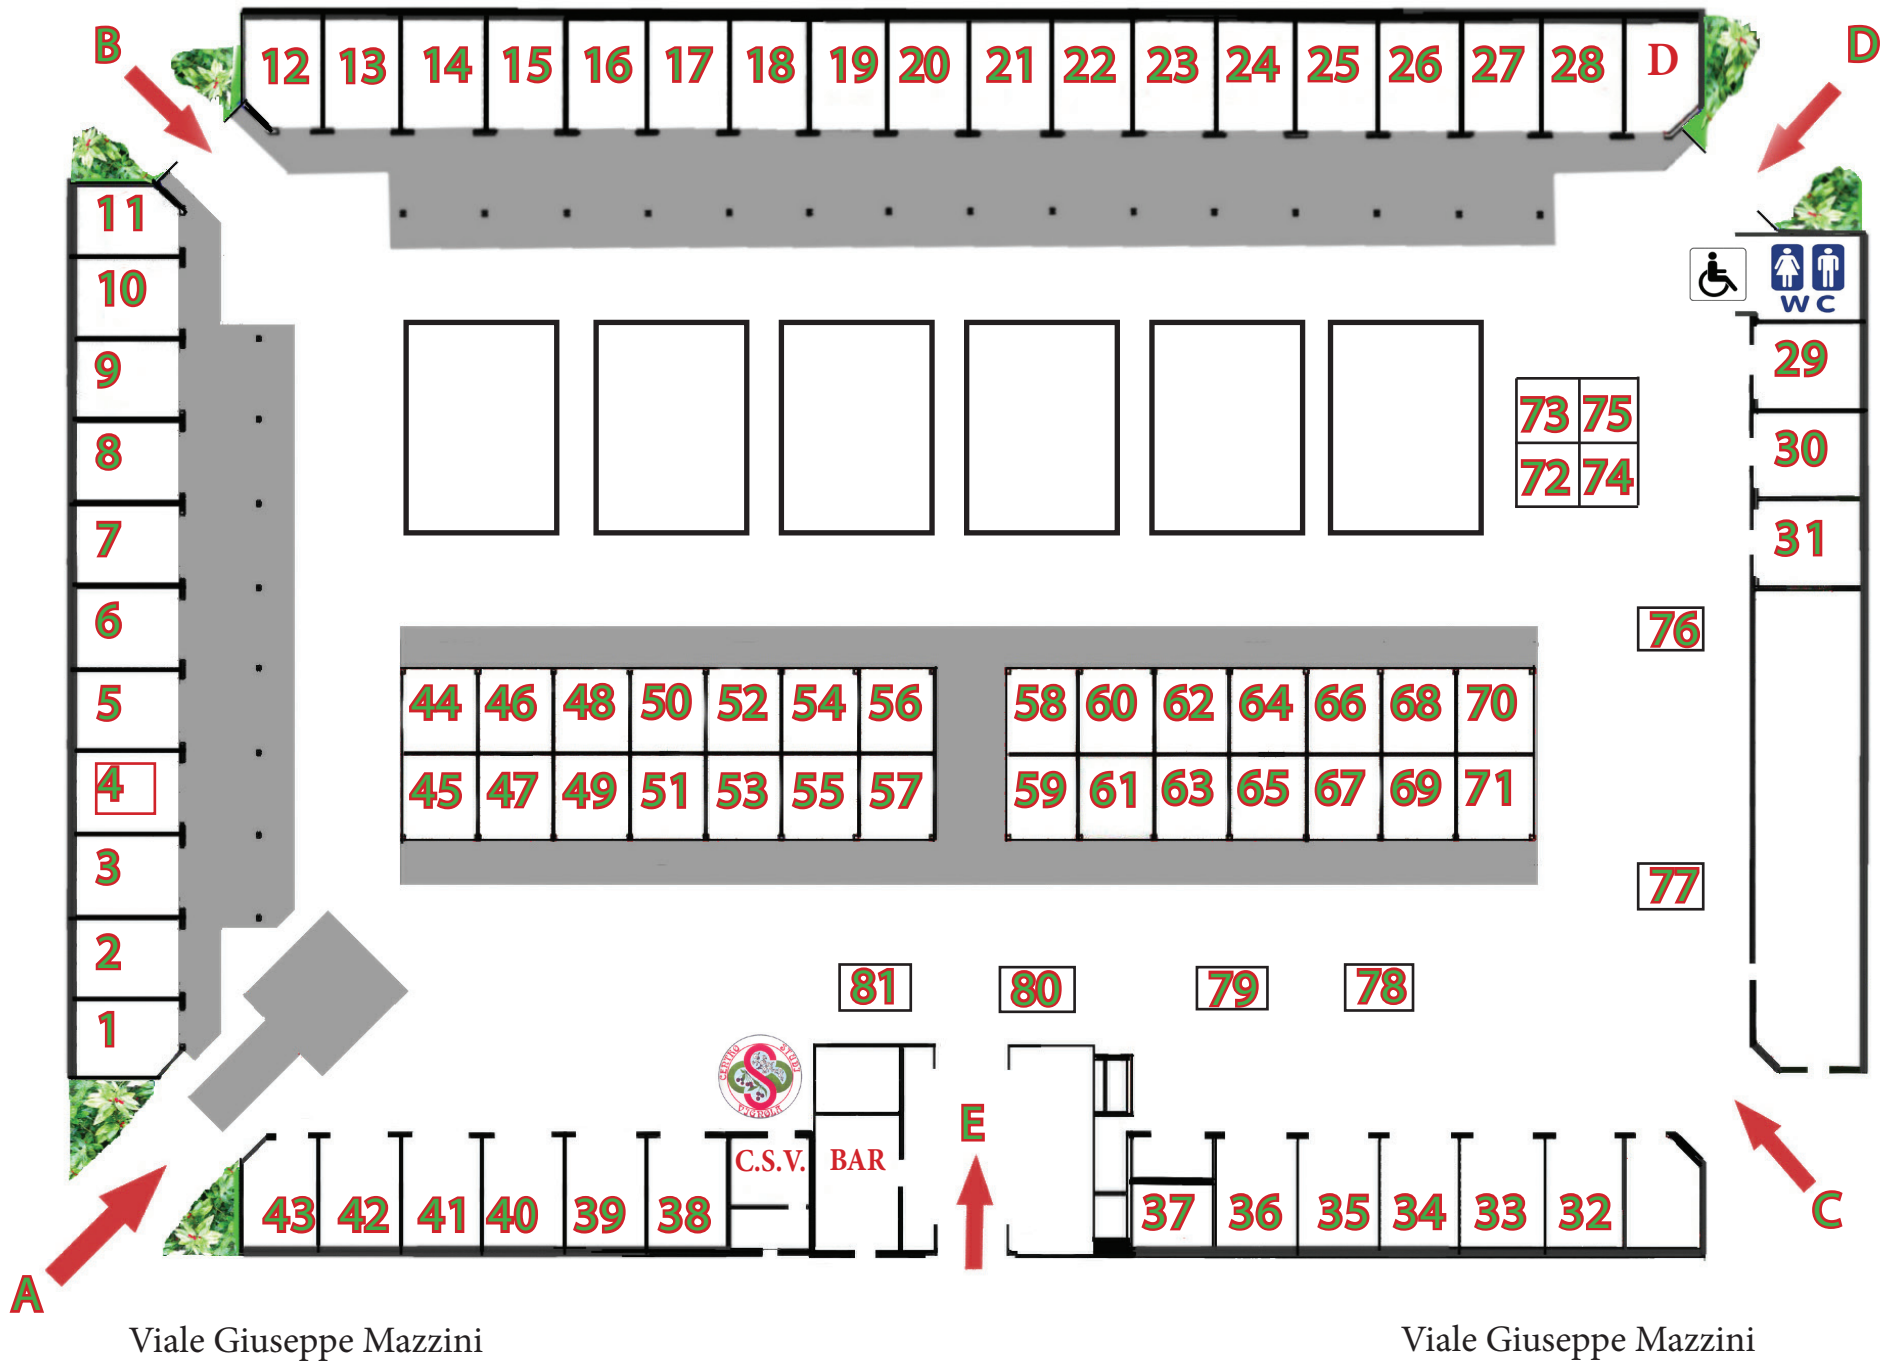 B
12 13 14 15 16 17 18 19 20 21 22 23 24 25 26 27 28 D
D
11
10
9
8
7
6
5
4
3
2
1
W C
29
30
31
73 75
72 74
76
77
44 46 48 50 52 54 56
45 47 49 51 53 55 57
58 60 62 64 66 68 70
59 61 63 65 67 69 71
81 80 79 78
CENTRO STUDI
VIGNOLA
C.S.V.
BAR
E
43 42 41 40 39 38
37 36 35 34 33 32
C
A
Viale Giuseppe Mazzini
Viale Giuseppe Mazzini